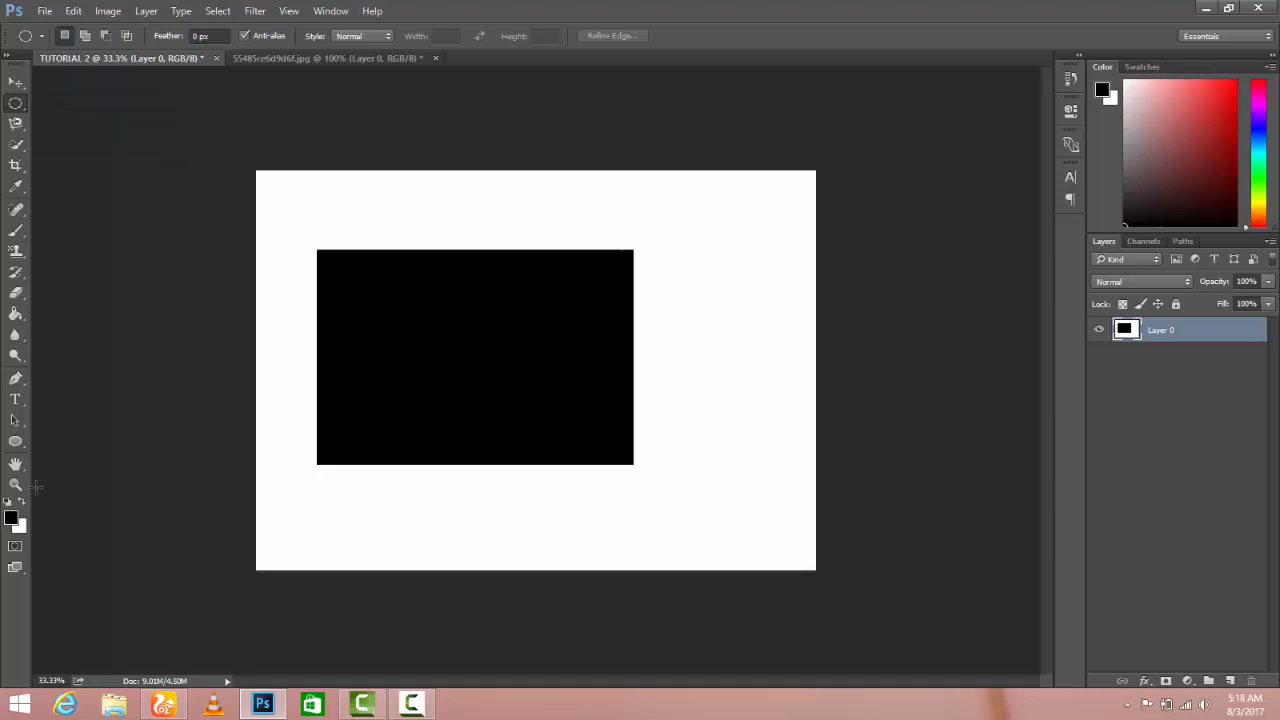 Ps File Edit Image Layer Type Select Filter View Window Help
Feather: 0 px Anti-alias Style: Normal Width: Height: Refine Edge... Essentials
TUTORIAL 2 @ 33.3% (Layer 0, RGB/8) * × 55485ce6d9d6f.jpg @ 100% (Layer 0, RGB/8) * ×
Color Swatches
Layers Channels Paths
Kind
Normal Opacity: 100%
Lock: Fill: 100%
Layer 0
33.33% Doc: 9.01M/4.50M
Ps
5:18 AM
8/3/2017